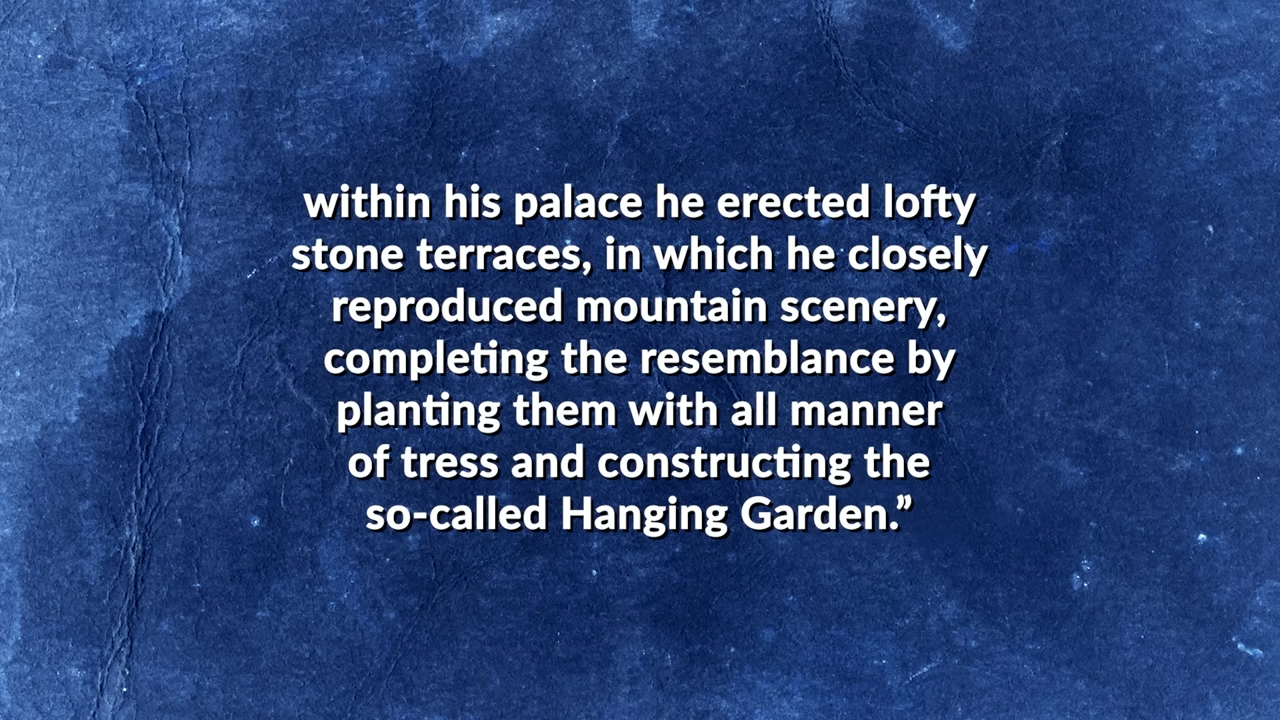 within his palace he erected lofty
stone terraces, in which he closely
reproduced mountain scenery,
completing the resemblance by
planting them with all manner
of tress and constructing the
so-called Hanging Garden.”